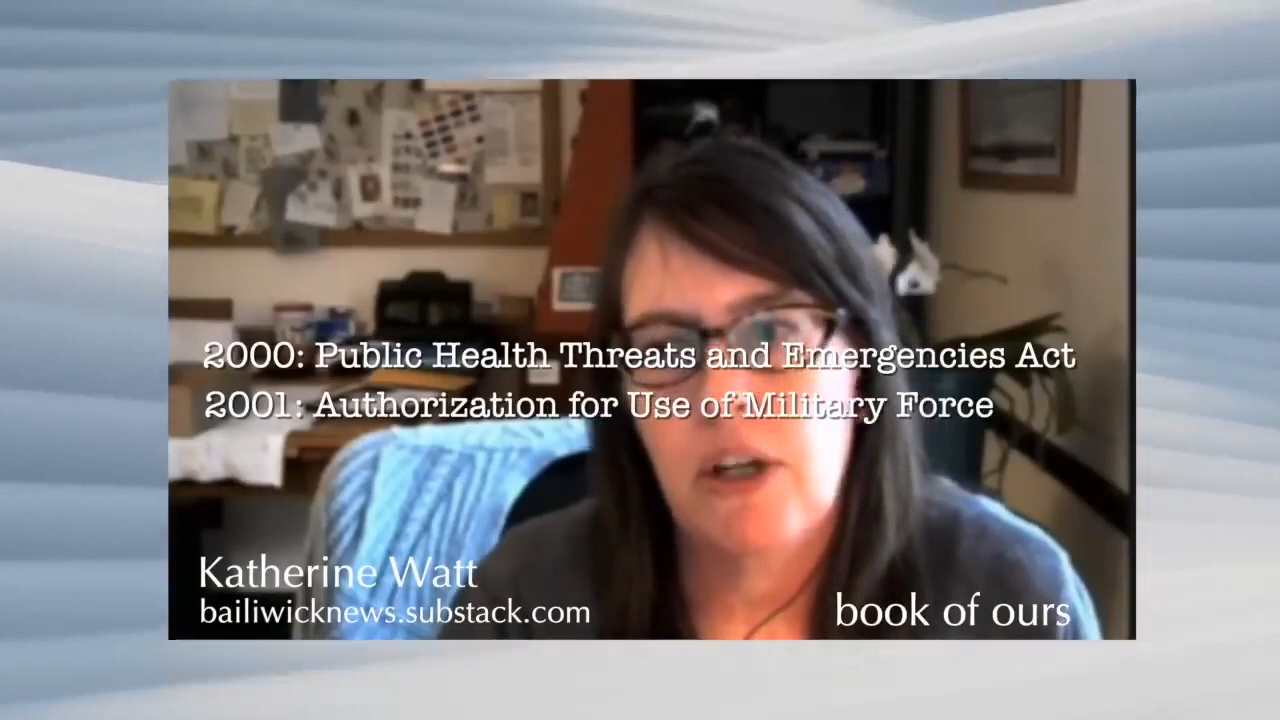 2000: Public Health Threats and Emergencies Act
2001: Authorization for Use of Military Force
Katherine Watt
bailiwicknews.substack.com
book of ours